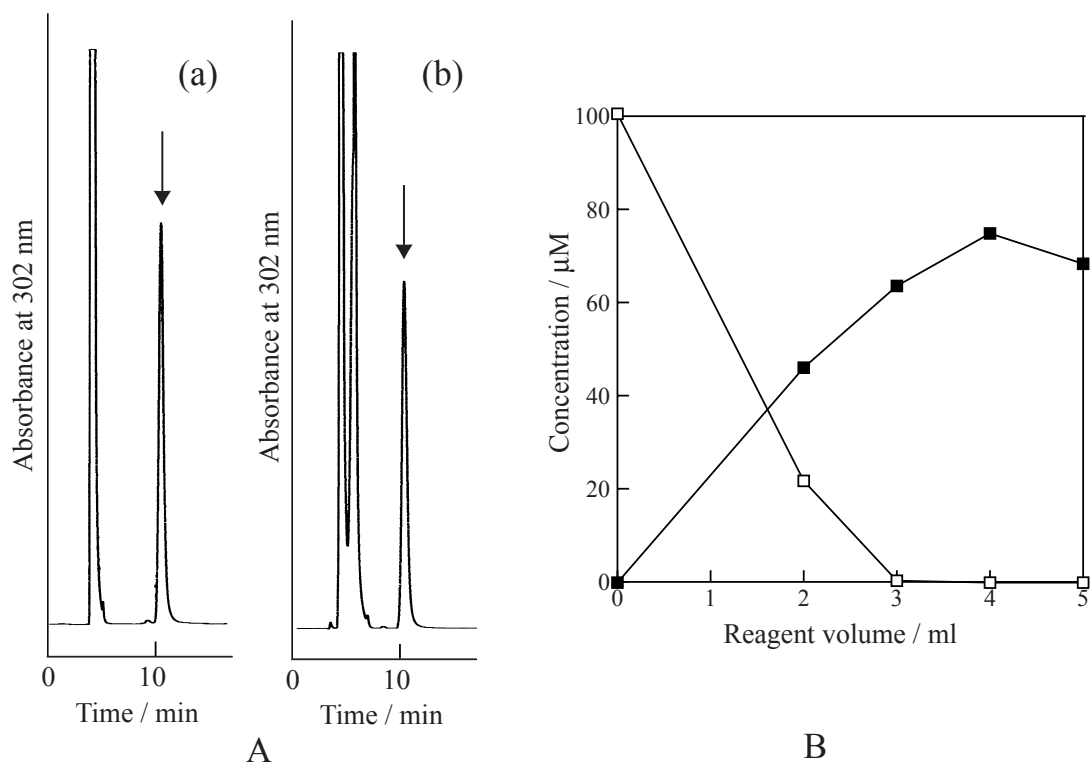 (a)
Absorbance at 302 nm
0
10
Time / min
(b)
Absorbance at 302 nm
0
10
Time / min
A
Concentration / μM
100
80
60
40
20
0
0
1
2
3
4
5
Reagent volume / ml
B